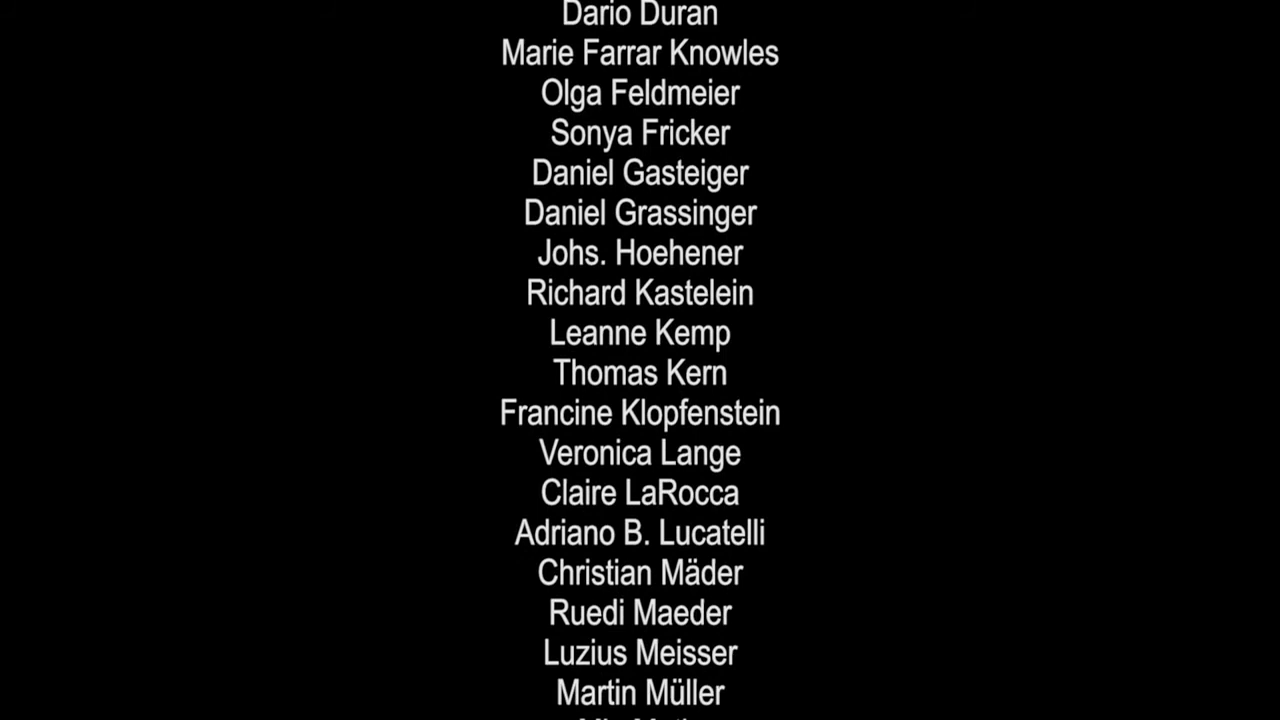 Dario Duran
Marie Farrar Knowles
Olga Feldmeier
Sonya Fricker
Daniel Gasteiger
Daniel Grassinger
Johs. Hoehener
Richard Kastelein
Leanne Kemp
Thomas Kern
Francine Klopfenstein
Veronica Lange
Claire LaRocca
Adriano B. Lucatelli
Christian Mäder
Ruedi Maeder
Luzius Meisser
Martin Müller